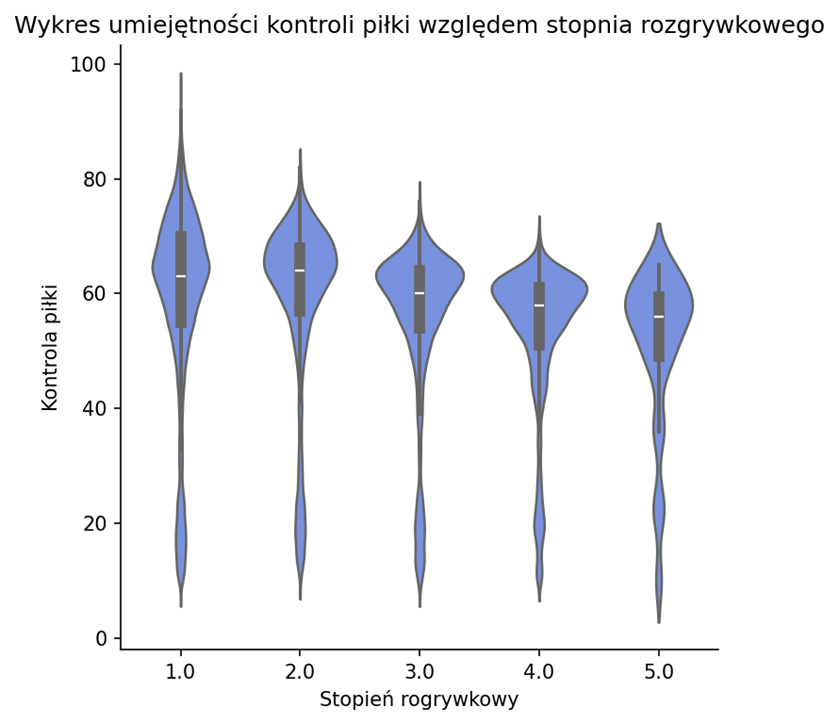 Wykres umiejętności kontroli piłki względem stopnia rozgrywkowego
100
80
60
40
20
0
Kontrola piłki
1.0 2.0 3.0 4.0 5.0
Stopień rogrywkowy